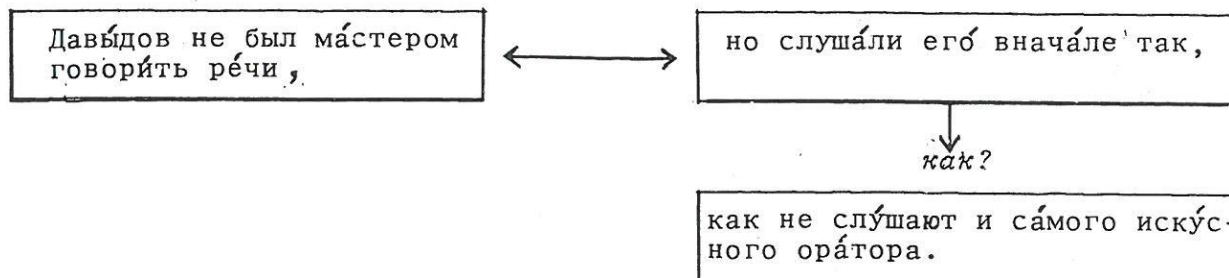 Давы́дов не был ма́стером
говори́ть ре́чи,
но слуша́ли его́ внача́ле так,
как?
как не слу́шают и са́мого иску́с-
ного ора́тора.